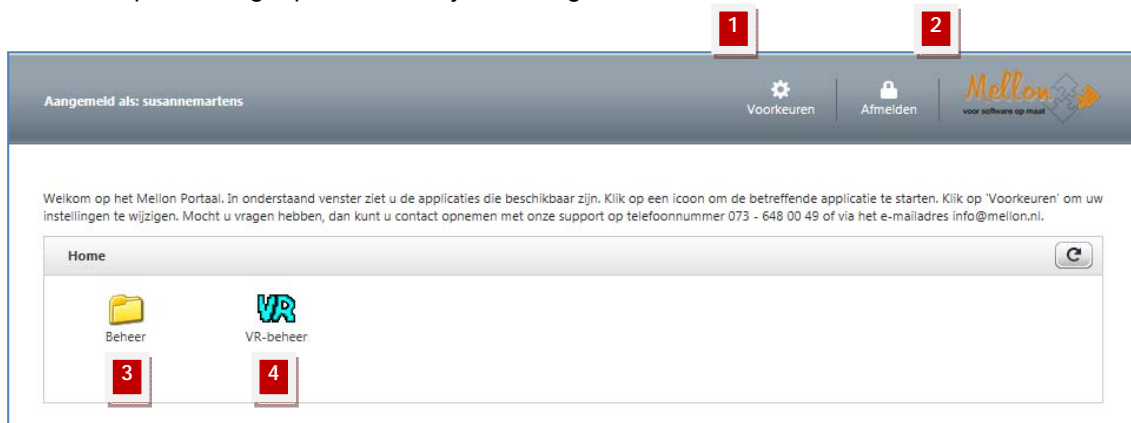 1 2
Aangemeld als: susannemartens
Voorkeuren
Afmelden
Mellon
voor software op maat
Welkom op het Mellon Portaal. In onderstaand venster ziet u de applicaties die beschikbaar zijn. Klik op een icoon om de betreffende applicatie te starten. Klik op 'Voorkeuren' om uw
instellingen te wijzigen. Mocht u vragen hebben, dan kunt u contact opnemen met onze support op telefoonnummer 073 - 648 00 49 of via het e-mailadres info@mellon.nl.
Home
VR
Beheer VR-beheer
3 4